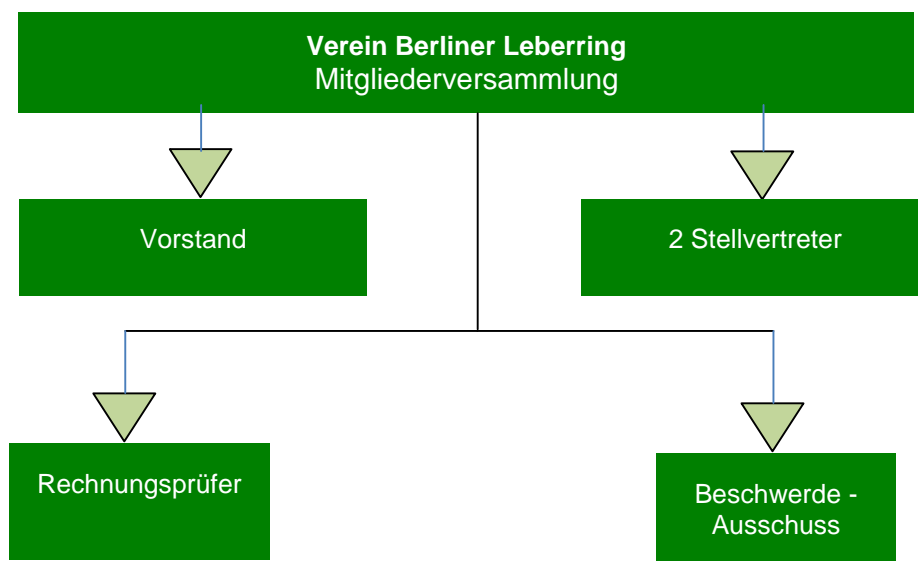 Verein Berliner Leberring
Mitgliederversammlung
Vorstand
2 Stellvertreter
Rechnungsprüfer
Beschwerde -
Ausschuss